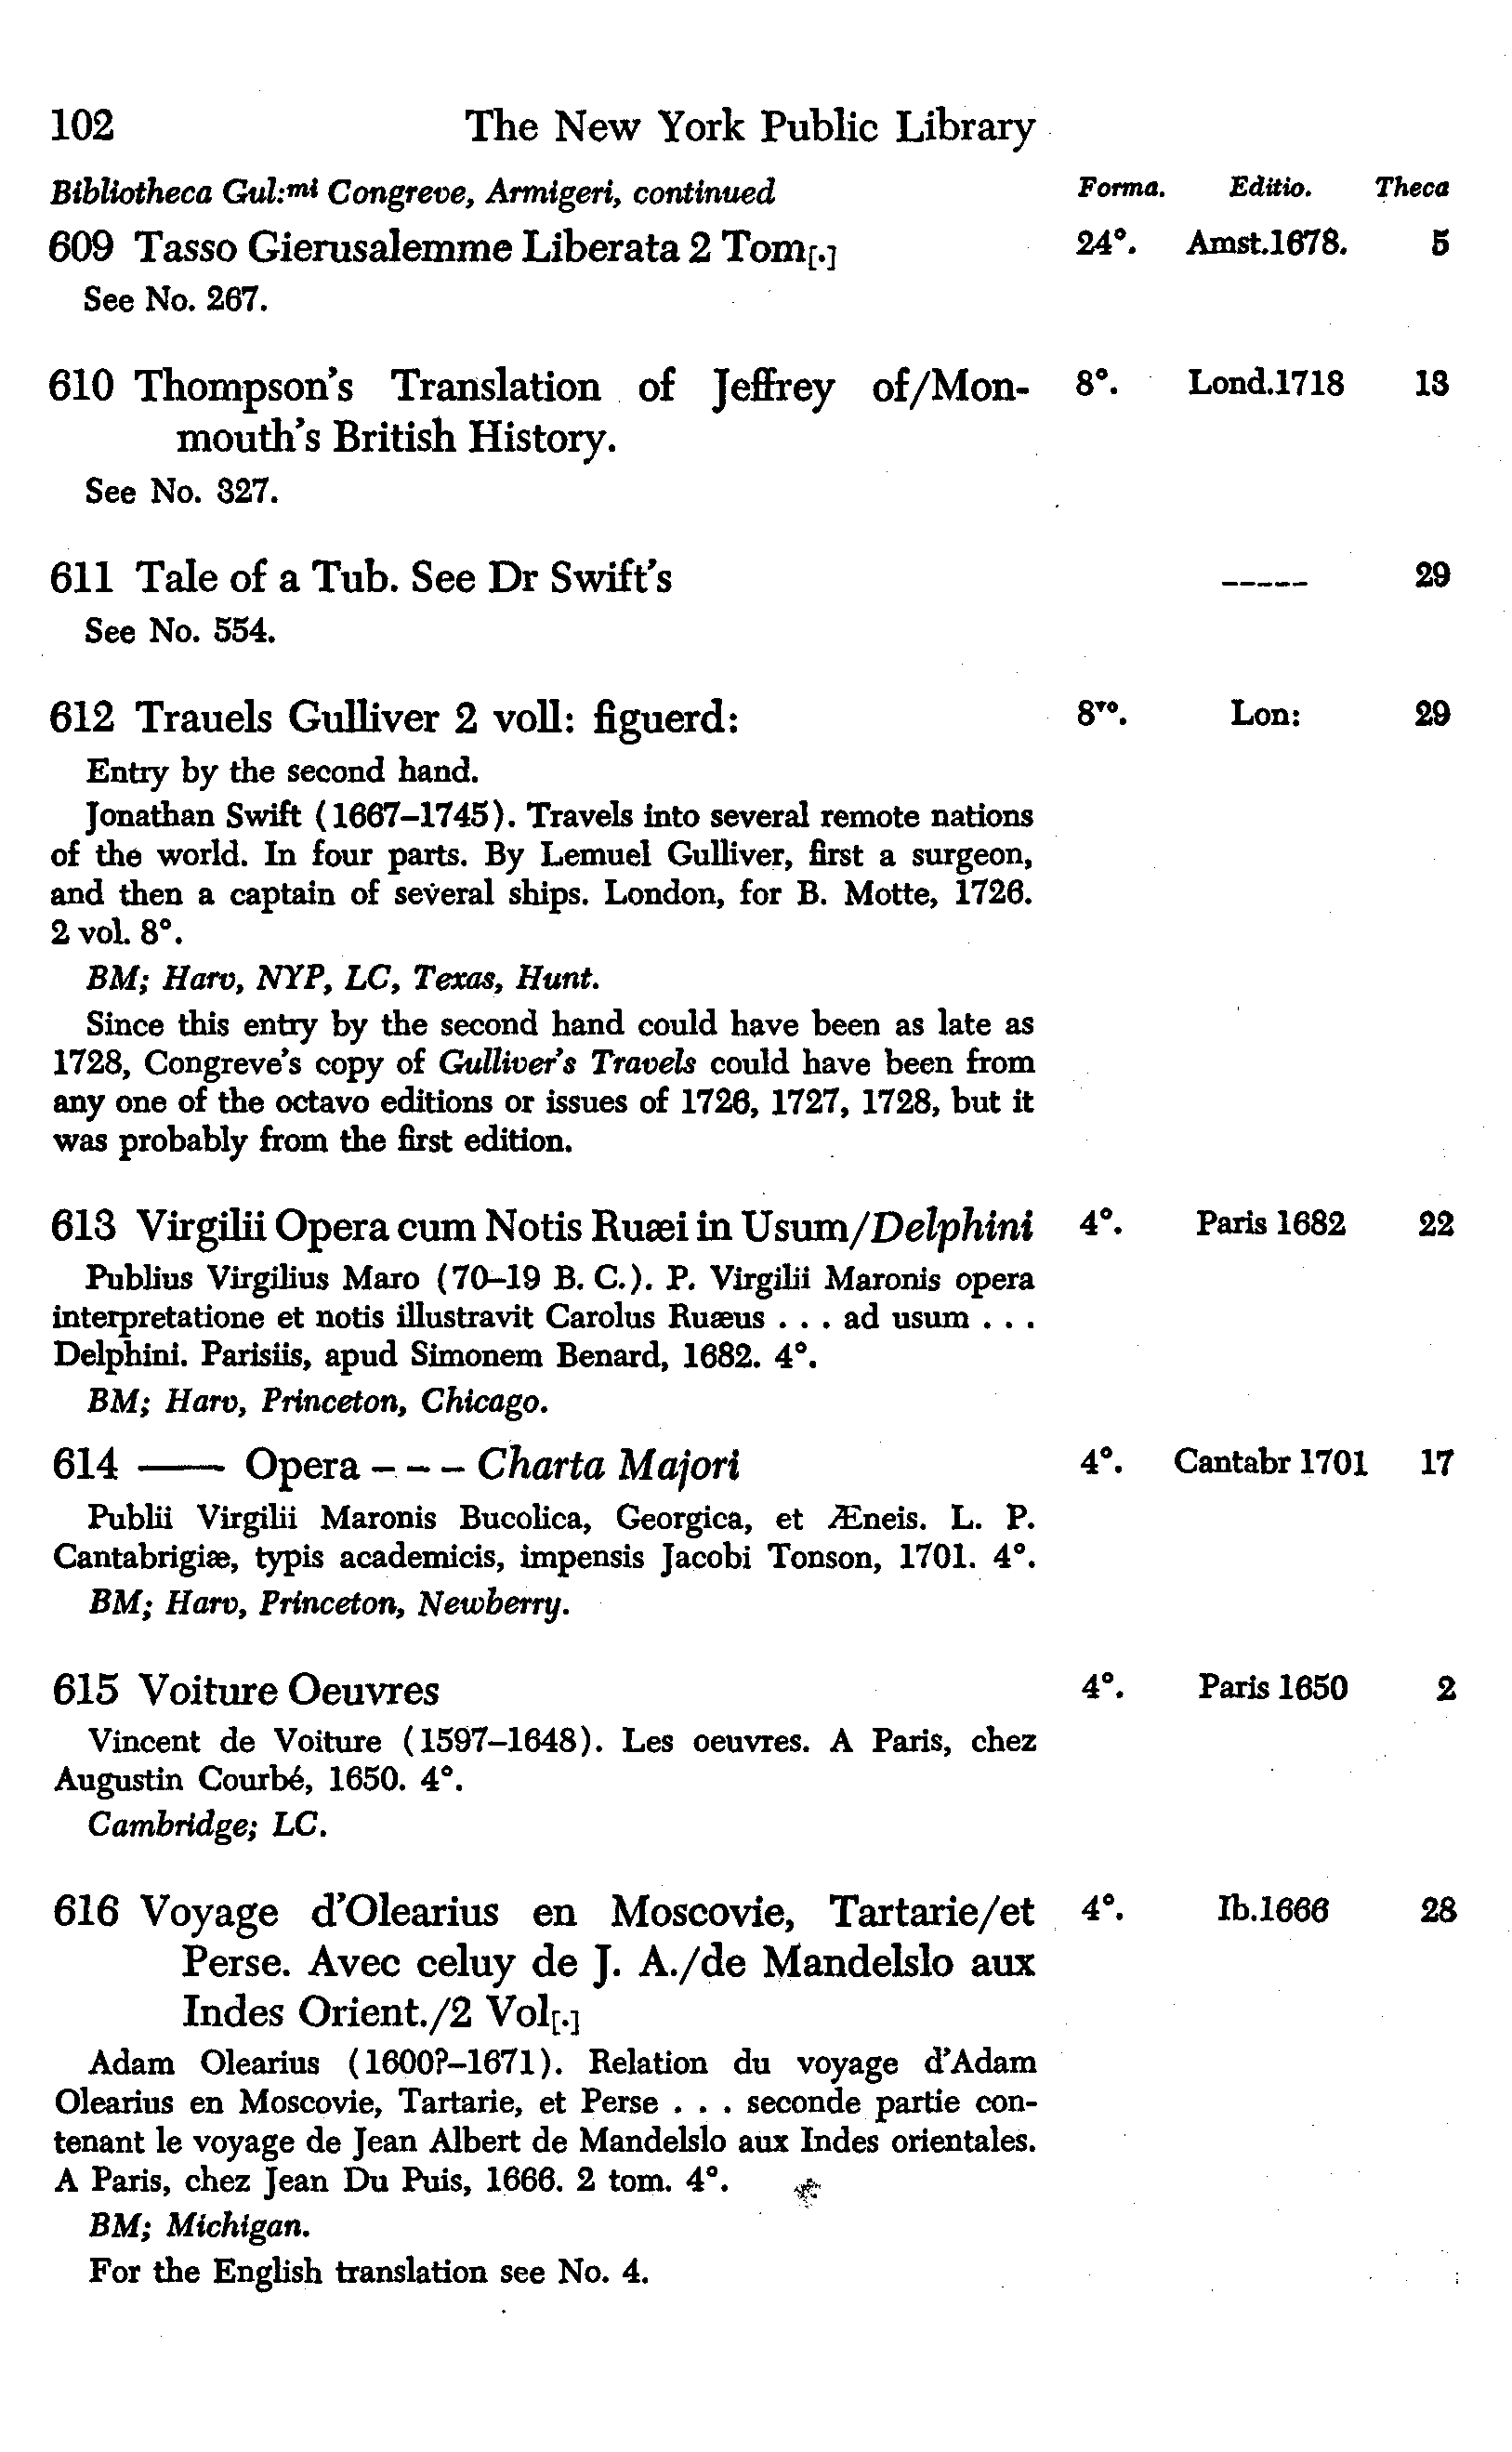 102 The New York Public Library
Bibliotheca Gul:mi Congreve, Armigeri, continued Forma. Editio. Theca
609 Tasso Gierusalemme Liberata 2 Tom[.] 24°. Amst.1678. 5
See No. 267.
610 Thompson's Translation of Jeffrey of/Mon- 8°. Lond.1718 13
mouth's British History.
See No. 327.
611 Tale of a Tub. See Dr Swift's ----- 29
See No. 554.
612 Trauels Gulliver 2 voll: figuerd: 8vo. Lon: 29
Entry by the second hand.
Jonathan Swift (1667–1745). Travels into several remote nations
of the world. In four parts. By Lemuel Gulliver, first a surgeon,
and then a captain of several ships. London, for B. Motte, 1726.
2 vol. 8°.
BM; Harv, NYP, LC, Texas, Hunt.
Since this entry by the second hand could have been as late as
1728, Congreve's copy of Gulliver's Travels could have been from
any one of the octavo editions or issues of 1726, 1727, 1728, but it
was probably from the first edition.
613 Virgilii Opera cum Notis Ruæi in Usum/Delphini 4°. Paris 1682 22
Publius Virgilius Maro (70–19 B. C.). P. Virgilii Maronis opera
interpretatione et notis illustravit Carolus Ruæus . . . ad usum . . .
Delphini. Parisiis, apud Simonem Benard, 1682. 4°.
BM; Harv, Princeton, Chicago.
614 —— Opera – – – Charta Majori 4°. Cantabr 1701 17
Publii Virgilii Maronis Bucolica, Georgica, et Æneis. L. P.
Cantabrigiæ, typis academicis, impensis Jacobi Tonson, 1701. 4°.
BM; Harv, Princeton, Newberry.
615 Voiture Oeuvres 4°. Paris 1650 2
Vincent de Voiture (1597–1648). Les oeuvres. A Paris, chez
Augustin Courbé, 1650. 4°.
Cambridge; LC.
616 Voyage d'Olearius en Moscovie, Tartarie/et 4°. Ib.1666 28
Perse. Avec celuy de J. A./de Mandelslo aux
Indes Orient./2 Vol[.]
Adam Olearius (1600?–1671). Relation du voyage d'Adam
Olearius en Moscovie, Tartarie, et Perse . . . seconde partie con-
tenant le voyage de Jean Albert de Mandelslo aux Indes orientales.
A Paris, chez Jean Du Puis, 1666. 2 tom. 4°.
BM; Michigan.
For the English translation see No. 4.